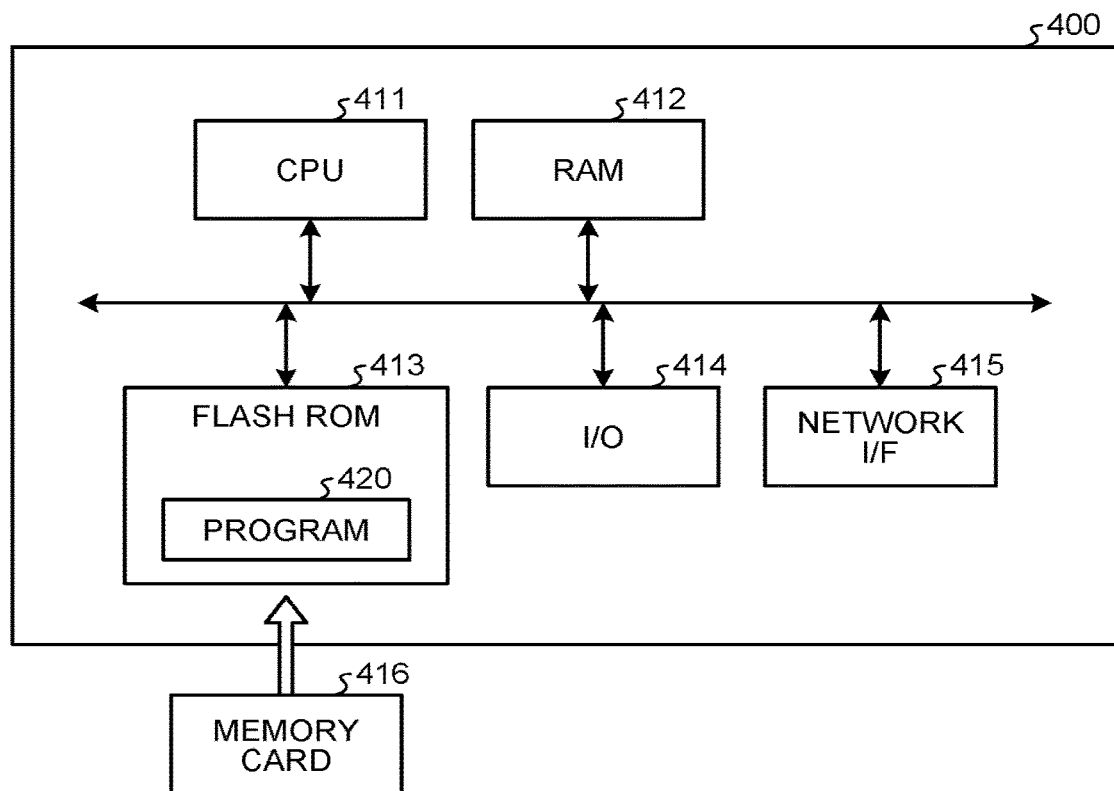 400
411
412
CPU
RAM
413
414
415
FLASH ROM
I/O
NETWORK
I/F
420
PROGRAM
416
MEMORY
CARD